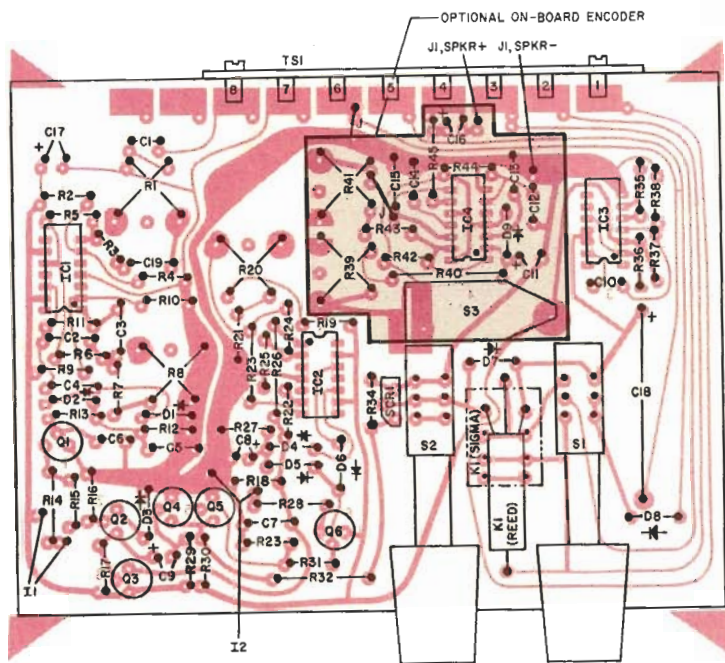 OPTIONAL ON-BOARD ENCODER
J1,SPKR+ J1,SPKR-
TS1
8 7 6 5 4 3 2 1
C17
+
C1
J
C16
R1
R41
C15
C14
R45
R44
C13
C12
R35
R38
R2
R5
R3
IC1
C19
R4
R20
J
R43
R42
IC4
D9
C11
+
IC3
R39
R40
R36
R37
C10
R10
S3
R11
C3
R21
R24
R19
+
C2
R6
R23
R25
R26
IC2
R9
R8
D7
C18
C4
D2
R7
R22
R34
SCR1
R13
D1
R12
R27
S2
K1(SIGMA)
S1
Q1
C6
C5
C8+
D4
D5
D6
R14
R15
R16
R18
Q2
D3
Q4
Q5
R28
C7
Q6
K1
(REED)
D8
+
R23
R17
Q3
C9
R29
R30
R31
R32
I1
I2